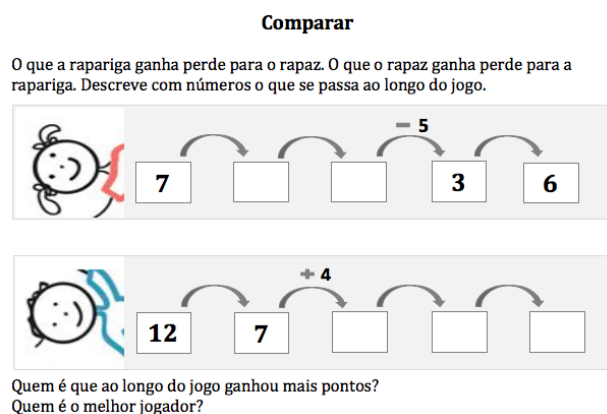 Comparar
O que a rapariga ganha perde para o rapaz. O que o rapaz ganha perde para a
rapariga. Descreve com números o que se passa ao longo do jogo.
− 5
7 3 6
+ 4
12 7
Quem é que ao longo do jogo ganhou mais pontos?
Quem é o melhor jogador?